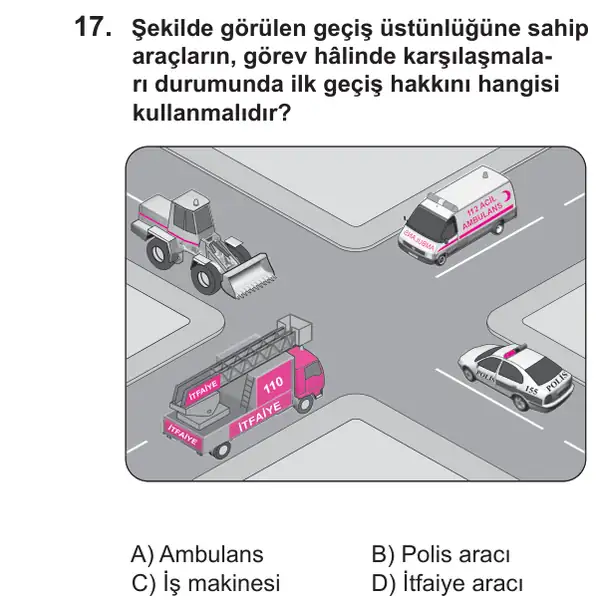 17. Şekilde görülen geçiş üstünlüğüne sahip
araçların, görev hâlinde karşılaşmala-
rı durumunda ilk geçiş hakkını hangisi
kullanmalıdır?
112 ACİL
AMBULANS
AMBULANS
İTFAİYE
110
İTFAİYE
İTFAİYE
POLİS
155
POLİS
A) Ambulans
B) Polis aracı
C) İş makinesi
D) İtfaiye aracı